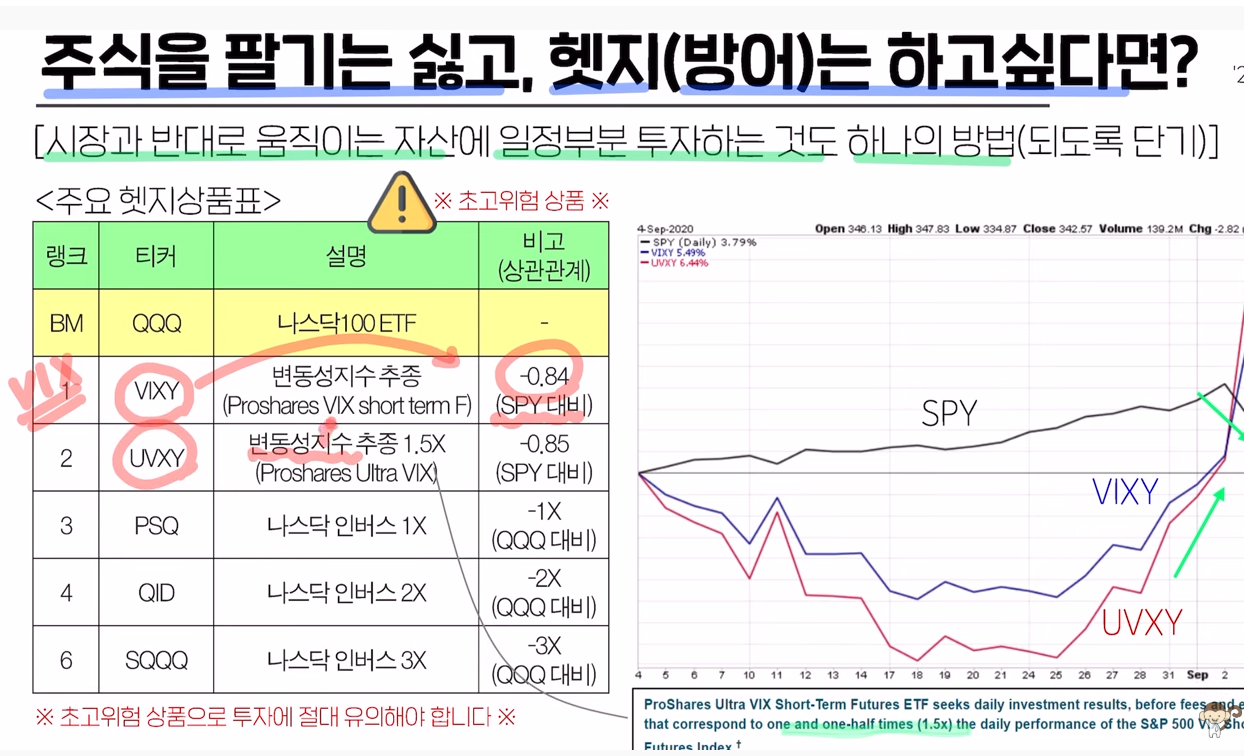 주식을 팔기는 싫고, 헷지(방어)는 하고싶다면?
[시장과 반대로 움직이는 자산에 일정부분 투자하는 것도 하나의 방법(되도록 단기)]
<주요 헷지상품표>
※ 초고위험 상품 ※
랭크 티커 설명 비고
(상관관계)
BM QQQ 나스닥100 ETF -
1 VIXY 변동성지수 추종 -0.84
(Proshares VIX short term F) (SPY 대비)
2 UVXY 변동성지수 추종 1.5X -0.85
(Proshares Ultra VIX) (SPY 대비)
3 PSQ 나스닥 인버스 1X -1X
(QQQ 대비)
4 QID 나스닥 인버스 2X -2X
(QQQ 대비)
6 SQQQ 나스닥 인버스 3X -3X
(QQQ 대비)
※ 초고위험 상품으로 투자에 절대 유의해야 합니다 ※
VIX
4-Sep-2020 Open 346.13 High 347.83 Low 334.87 Close 342.57 Volume 139.2M Chg -2.82
SPY (Daily) 3.79%
VIXY 5.49%
UVXY 6.44%
SPY
VIXY
UVXY
4 5 6 7 10 11 12 13 14 17 18 19 20 21 24 25 26 27 28 31 Sep 2
ProShares Ultra VIX Short-Term Futures ETF seeks daily investment results, before fees and
that correspond to one and one-half times (1.5x) the daily performance of the S&P 500
Futures Index †